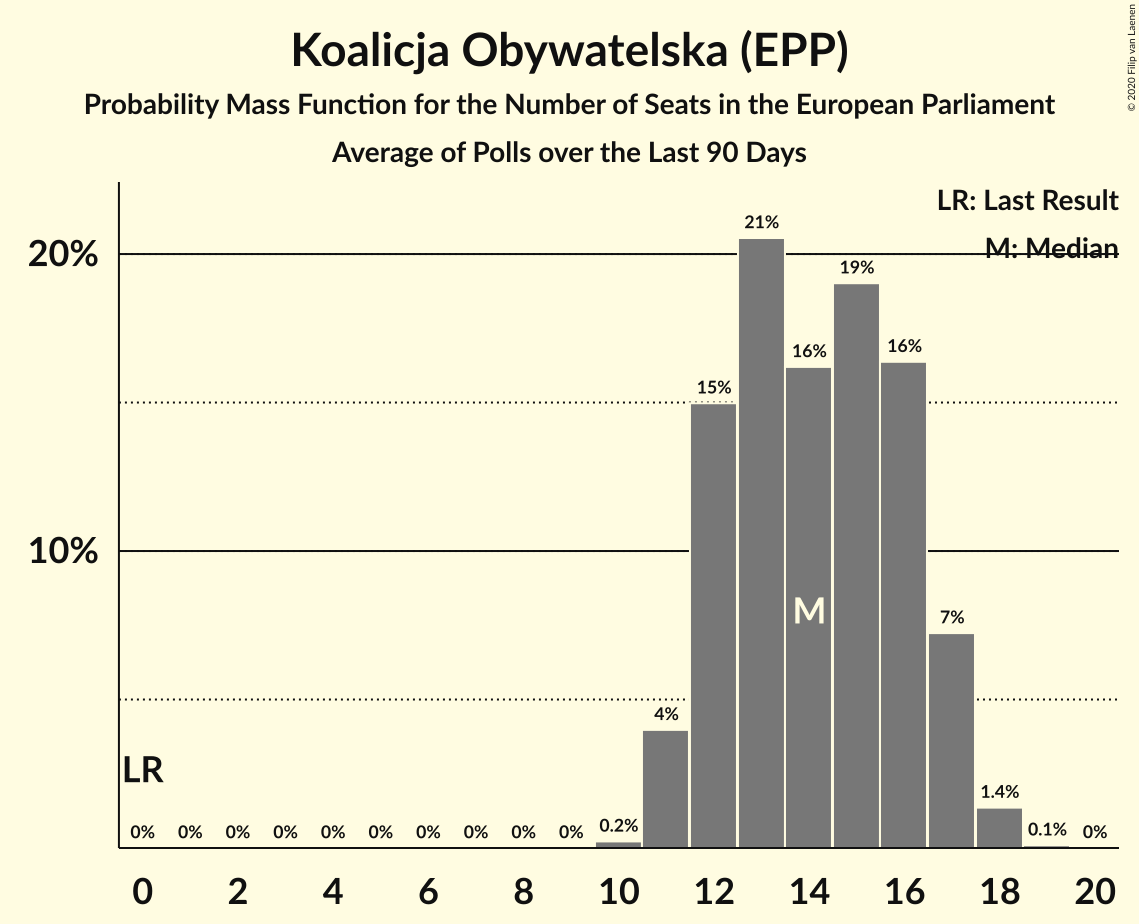 Koalicja Obywatelska (EPP)
Probability Mass Function for the Number of Seats in the European Parliament
Average of Polls over the Last 90 Days
© 2020 Filip van Laenen
LR: Last Result
M: Median
20%
10%
21%
19%
16%
16%
15%
M
7%
4%
LR
1.4%
0% 0% 0% 0% 0% 0% 0% 0% 0% 0% 0.2% 0.1% 0%
0 2 4 6 8 10 12 14 16 18 20